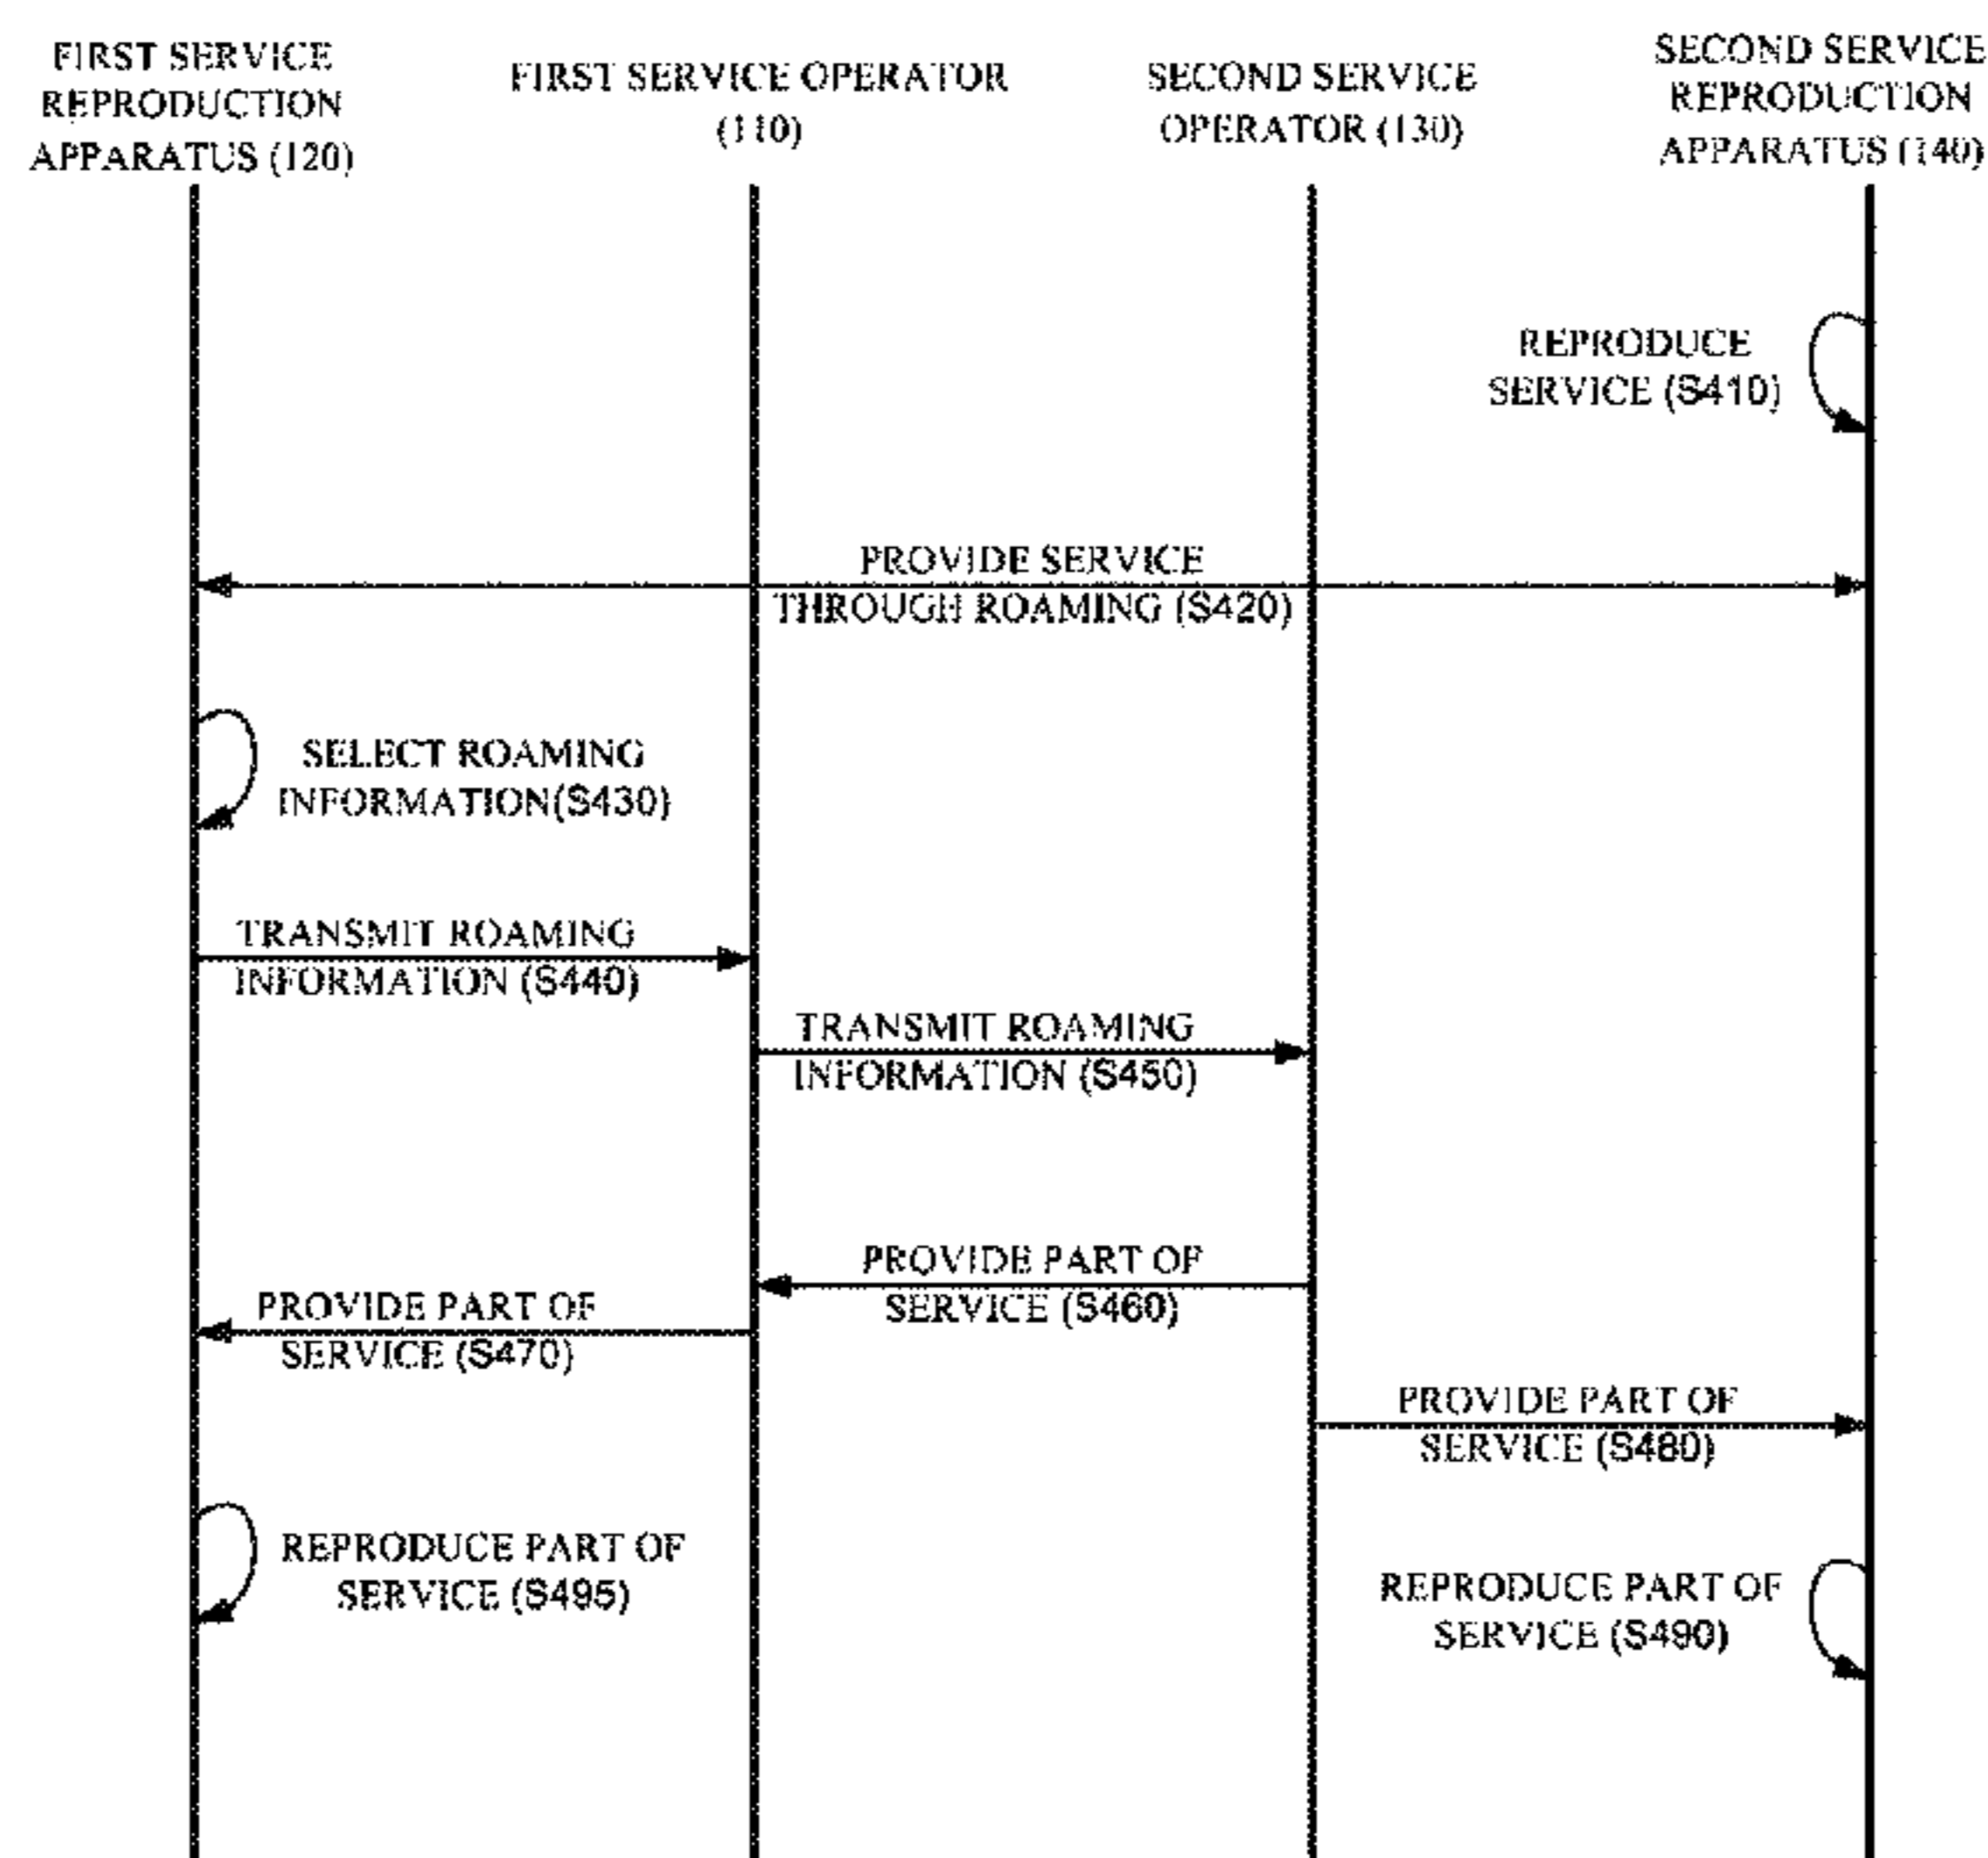 FIRST SERVICE
REPRODUCTION
APPARATUS (120)
FIRST SERVICE OPERATOR
(110)
SECOND SERVICE
OPERATOR (130)
SECOND SERVICE
REPRODUCTION
APPARATUS (140)
REPRODUCE
SERVICE (S410)
PROVIDE SERVICE
THROUGH ROAMING (S420)
SELECT ROAMING
INFORMATION(S430)
TRANSMIT ROAMING
INFORMATION (S440)
TRANSMIT ROAMING
INFORMATION (S450)
PROVIDE PART OF
SERVICE (S460)
PROVIDE PART OF
SERVICE (S470)
PROVIDE PART OF
SERVICE (S480)
REPRODUCE PART OF
SERVICE (S495)
REPRODUCE PART OF
SERVICE (S490)